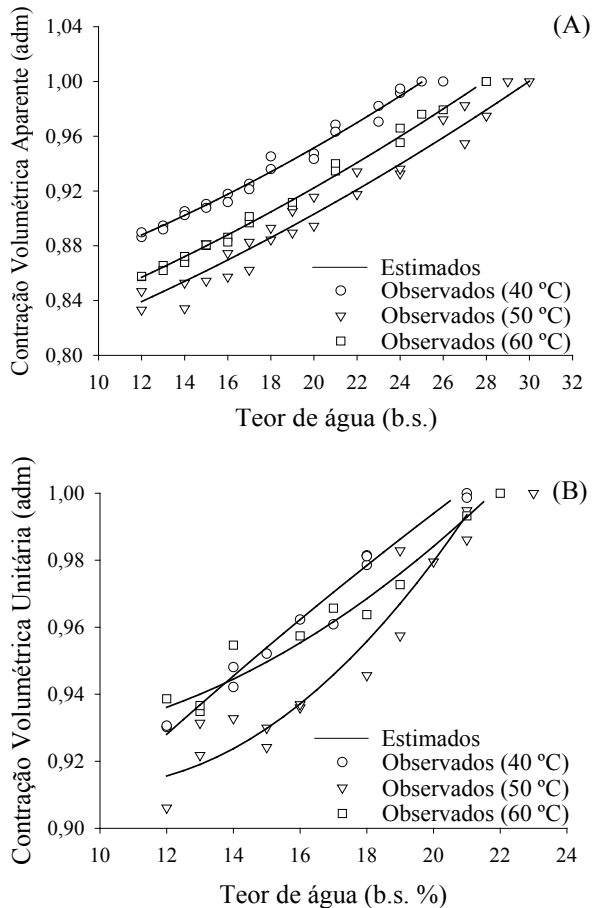 (A)
Contração Volumétrica Aparente (adm)
1,04
1,00
0,96
0,92
0,88
0,84
0,80
Estimados
Observados (40 ºC)
Observados (50 ºC)
Observados (60 ºC)
10 12 14 16 18 20 22 24 26 28 30 32
Teor de água (b.s.)
(B)
Contração Volumétrica Unitária (adm)
1,00
0,98
0,96
0,94
0,92
0,90
Estimados
Observados (40 ºC)
Observados (50 ºC)
Observados (60 ºC)
10 12 14 16 18 20 22 24
Teor de água (b.s. %)